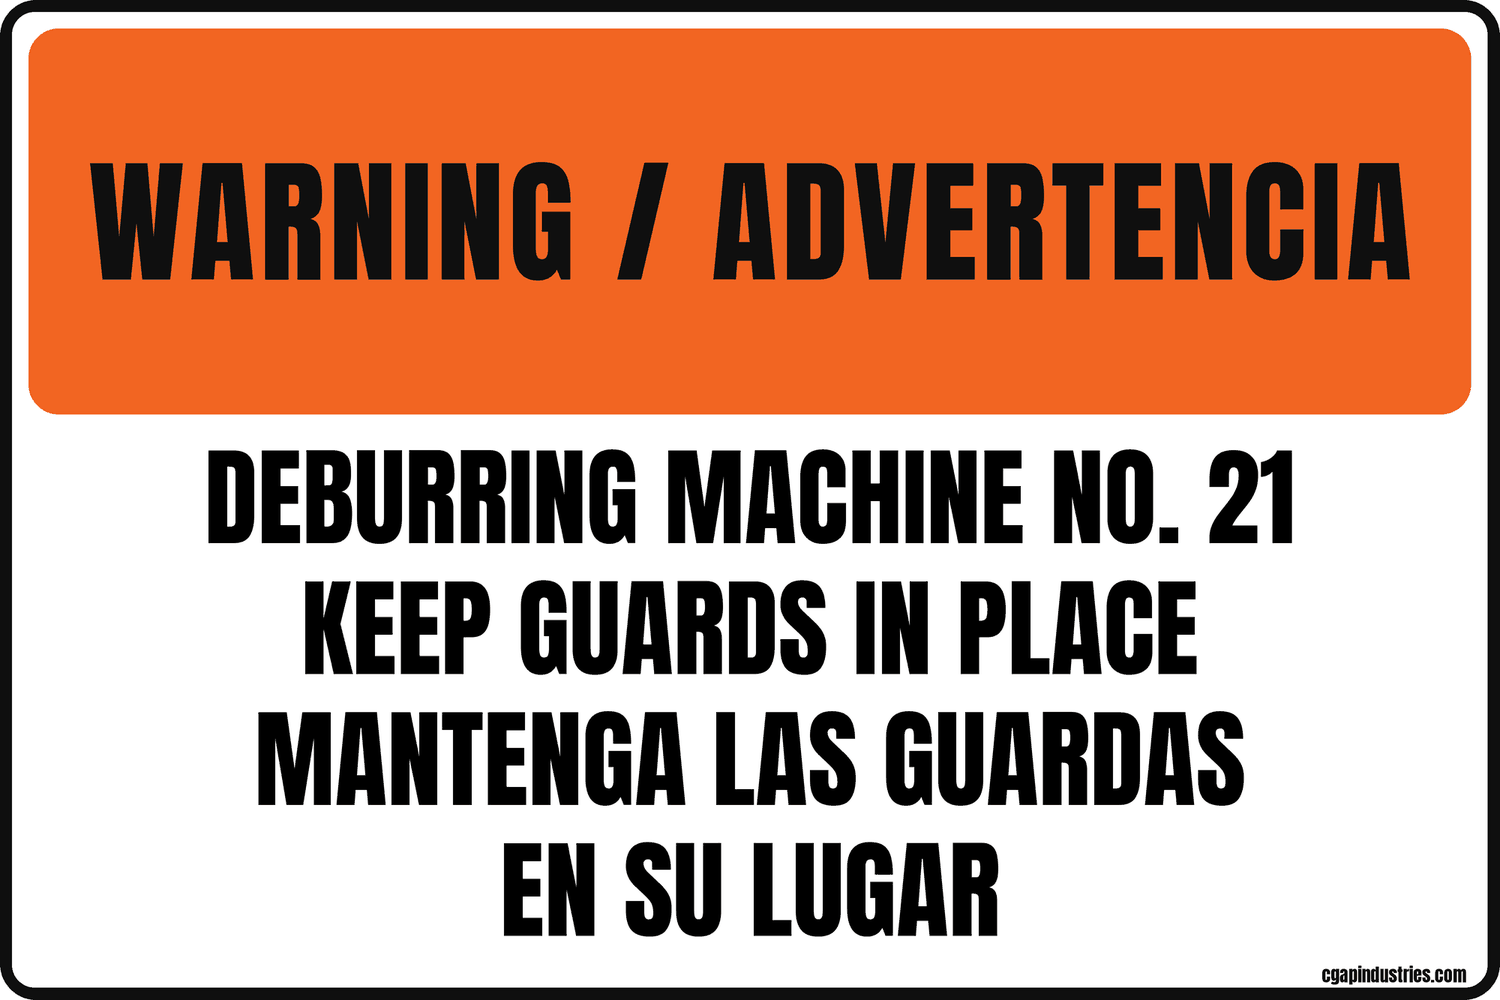 WARNING / ADVERTENCIA
DEBURRING MACHINE NO. 21
KEEP GUARDS IN PLACE
MANTENGA LAS GUARDAS
EN SU LUGAR
cgapindustries.com